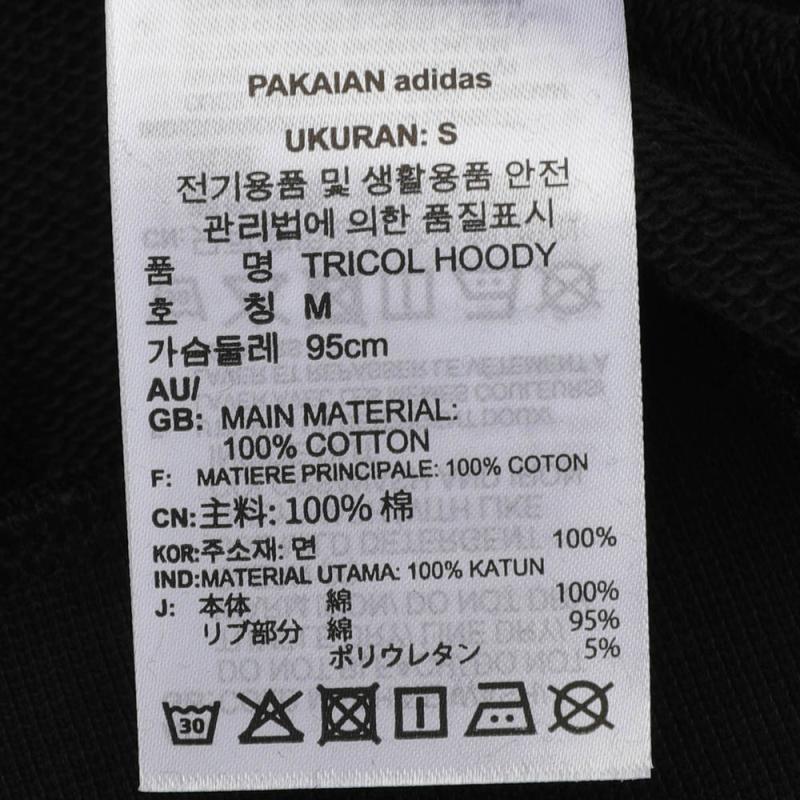 PAKAIAN adidas
UKURAN: S
전기용품 및 생활용품 안전
관리법에 의한 품질표시
품 명 TRICOL HOODY
호 칭 M
가슴둘레 95cm
AU/
GB: MAIN MATERIAL:
100% COTTON
F: MATIERE PRINCIPALE: 100% COTON
CN:主料: 100% 棉
KOR:주소재: 면 100%
IND:MATERIAL UTAMA: 100% KATUN
J: 本体 綿 100%
リブ部分 綿 95%
ポリウレタン 5%
30